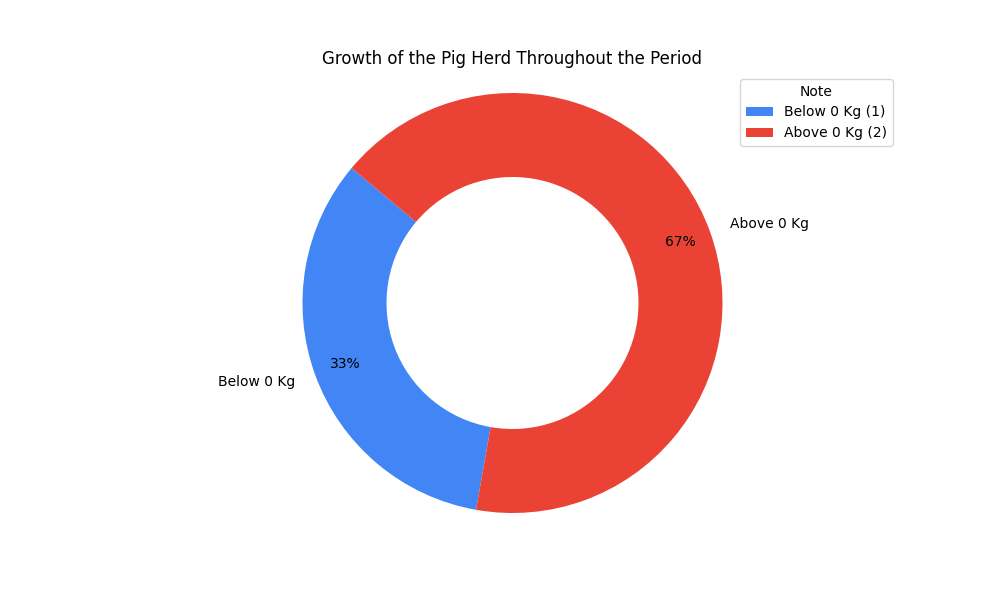 Growth of the Pig Herd Throughout the Period
Note
Below 0 Kg (1)
Above 0 Kg (2)
Above 0 Kg
67%
33%
Below 0 Kg